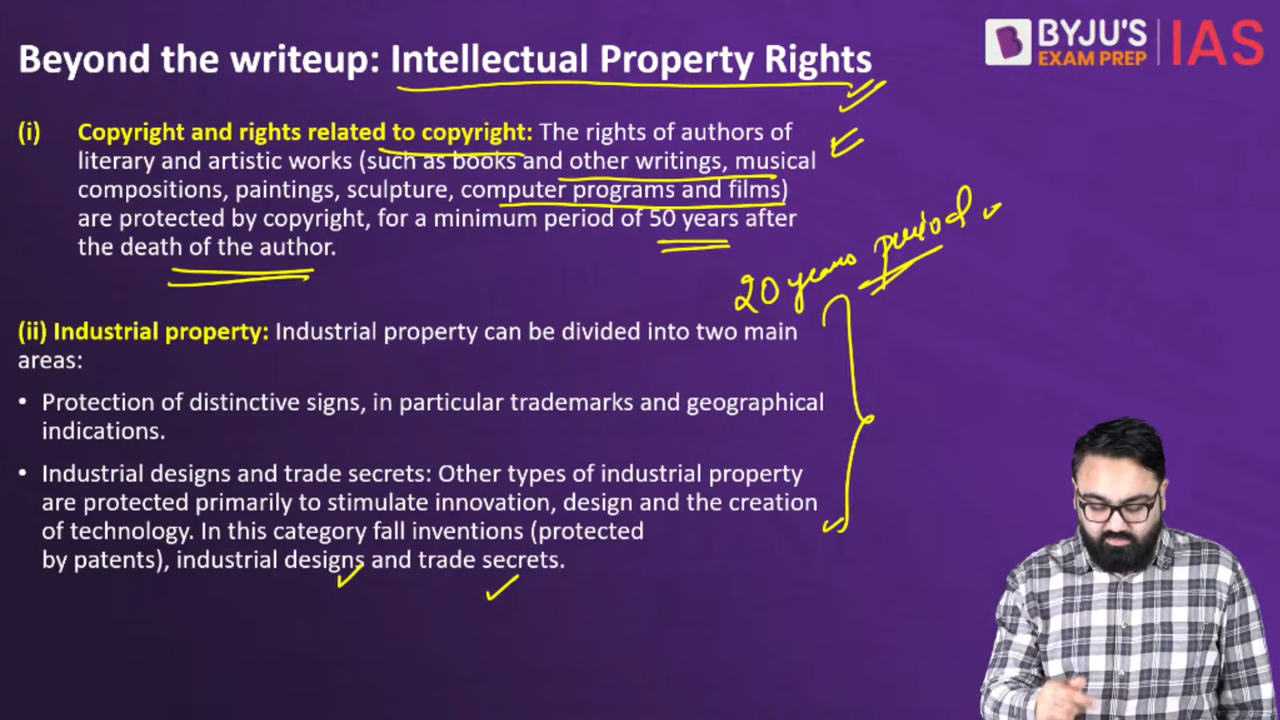 Beyond the writeup: Intellectual Property Rights
BYJU'S
EXAM PREP
IAS
(i) Copyright and rights related to copyright: The rights of authors of
literary and artistic works (such as books and other writings, musical
compositions, paintings, sculpture, computer programs and films)
are protected by copyright, for a minimum period of 50 years after
the death of the author.
20 years period
(ii) Industrial property: Industrial property can be divided into two main
areas:
• Protection of distinctive signs, in particular trademarks and geographical
indications.
• Industrial designs and trade secrets: Other types of industrial property
are protected primarily to stimulate innovation, design and the creation
of technology. In this category fall inventions (protected
by patents), industrial designs and trade secrets.